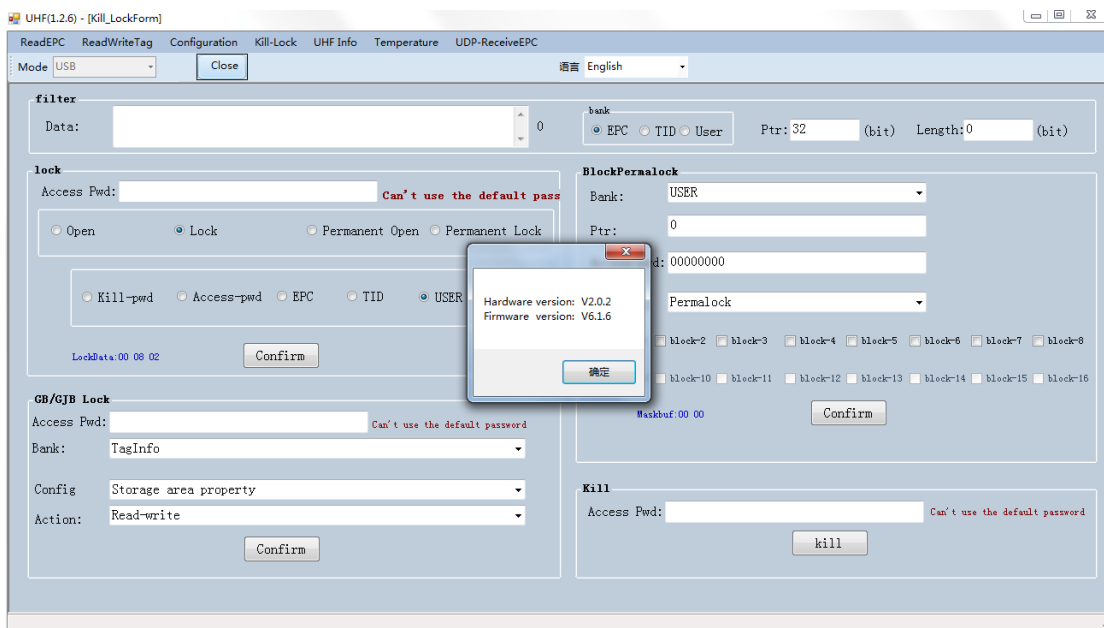 UHF(1.2.6) - [Kill_LockForm]
ReadEPC ReadWriteTag Configuration Kill-Lock UHF Info Temperature UDP-ReceiveEPC
Mode USB Close 语言 English
filter
Data: 0
bank
EPC TID User Ptr: 32 (bit) Length: 0 (bit)
lock
Access Pwd: Can't use the default pass
Open Lock Permanent Open Permanent Lock
Kill-pwd Access-pwd EPC TID USER
LockData:00 08 02 Confirm
GB/GJB Lock
Access Pwd: Can't use the default password
Bank: TagInfo
Config Storage area property
Action: Read-write
Confirm
BlockPermalock
Bank: USER
Ptr: 0
d: 00000000
Permalock
block-2 block-3 block-4 block-5 block-6 block-7 block-8
block-10 block-11 block-12 block-13 block-14 block-15 block-16
Maskbuf:00 00 Confirm
Kill
Access Pwd: Can't use the default password
kill
Hardware version: V2.0.2
Firmware version: V6.1.6
确定